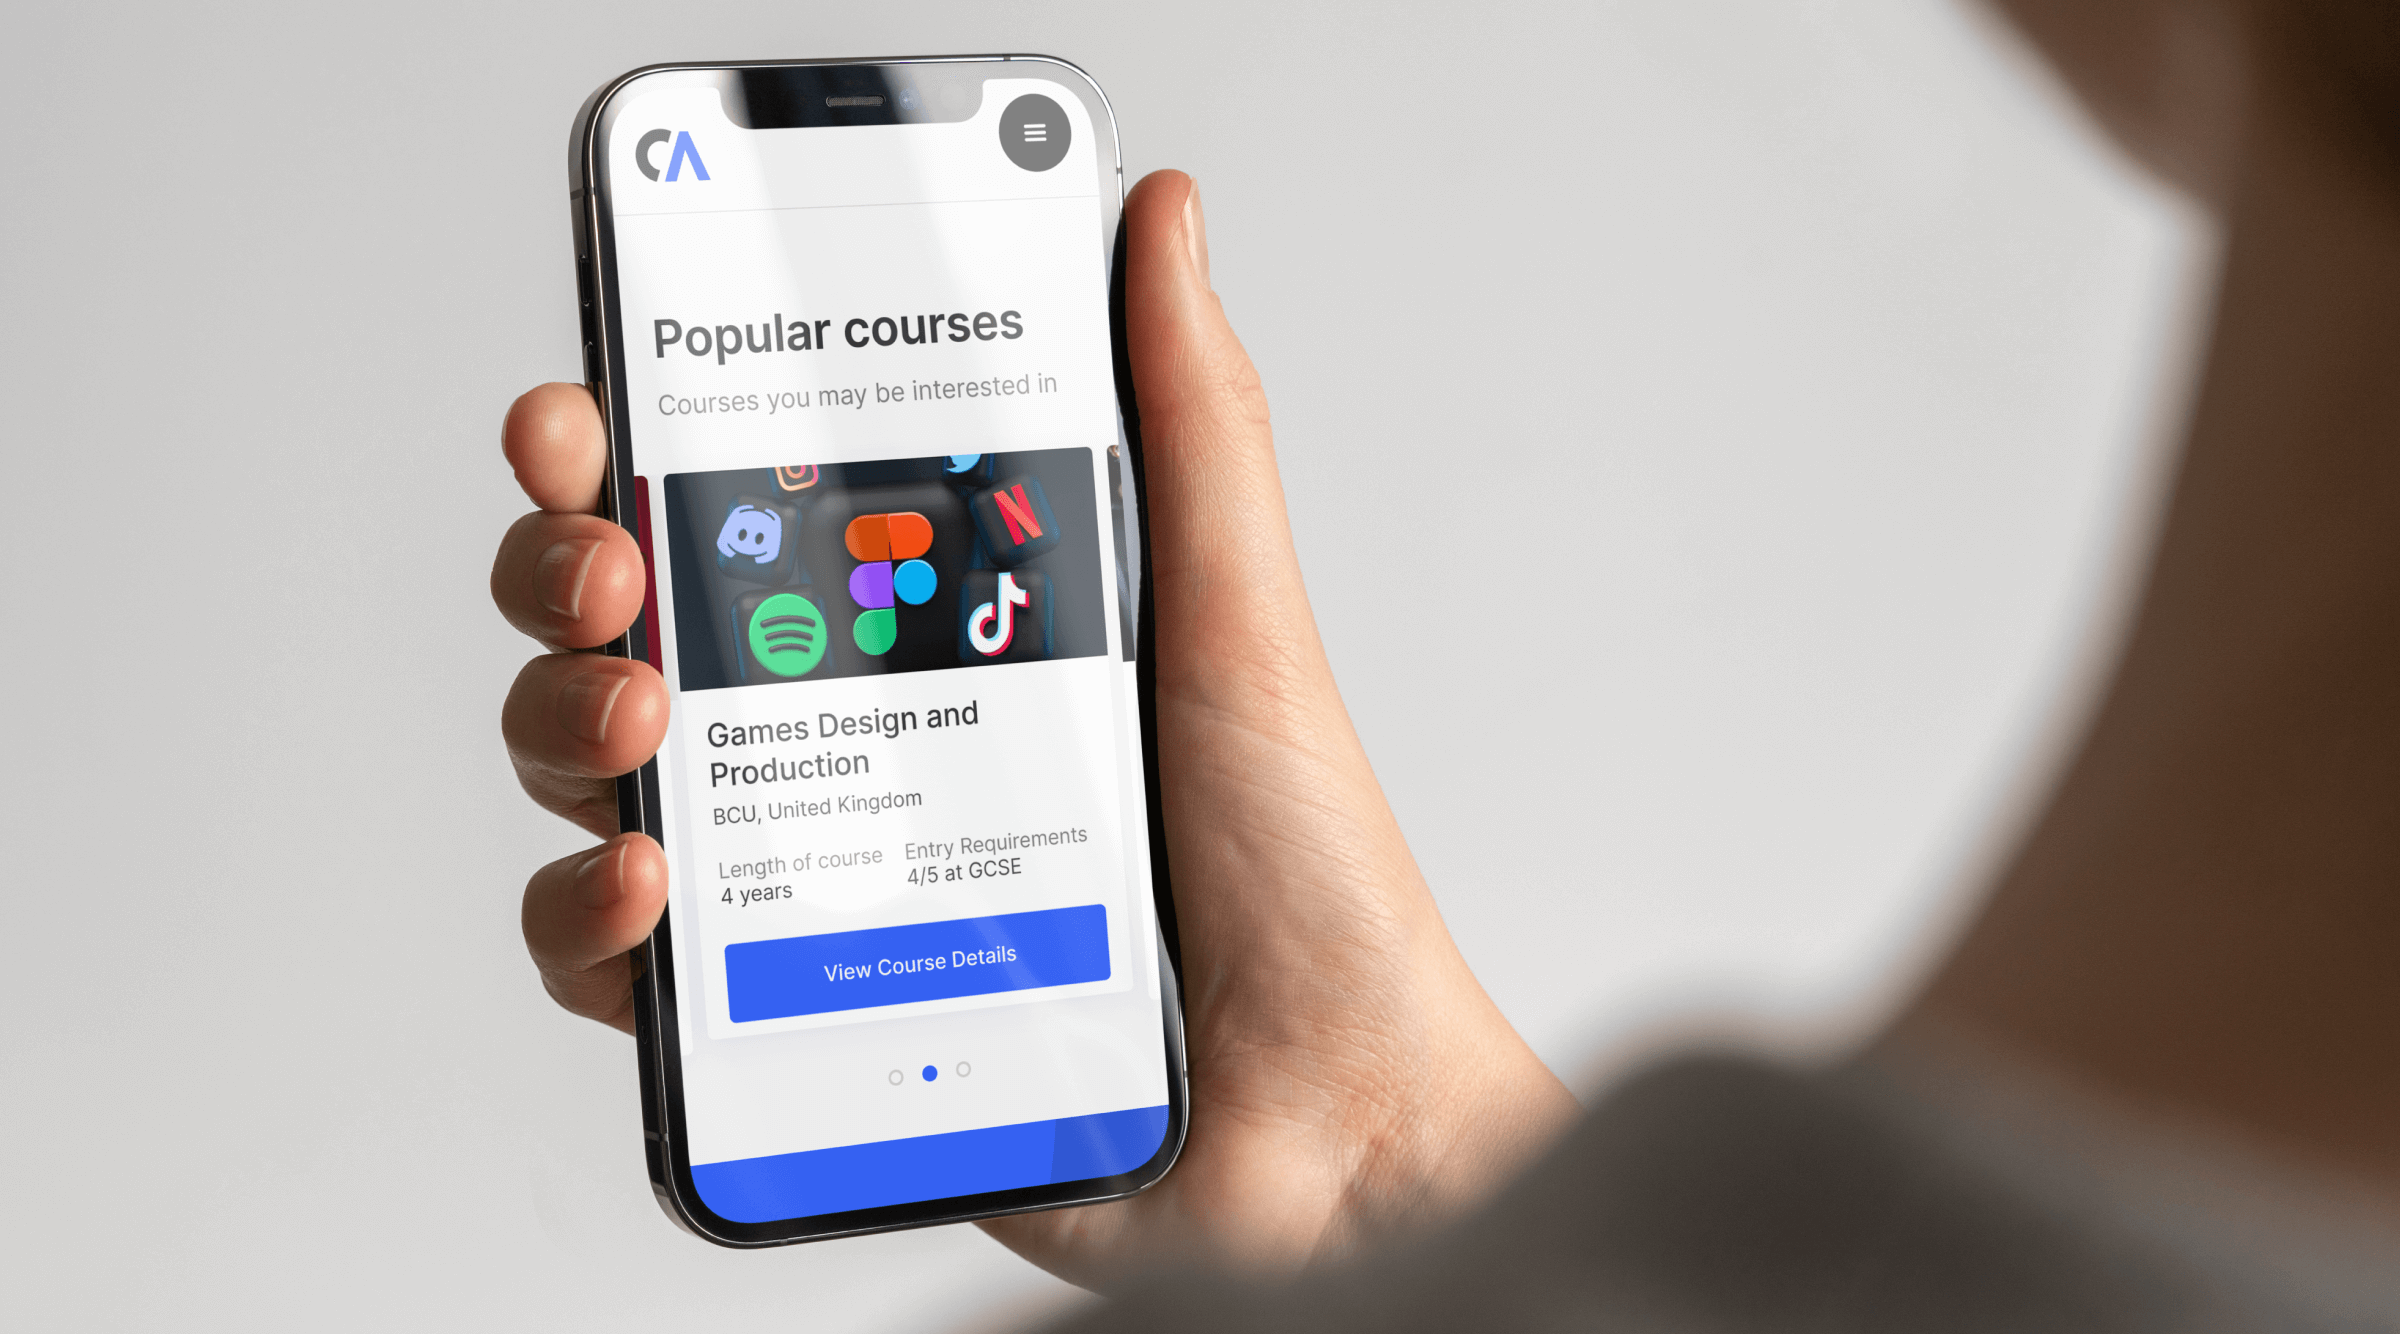 CA
Popular courses
Courses you may be interested in
N
Games Design and
Production
BCU, United Kingdom
Length of course
4 years
Entry Requirements
4/5 at GCSE
View Course Details